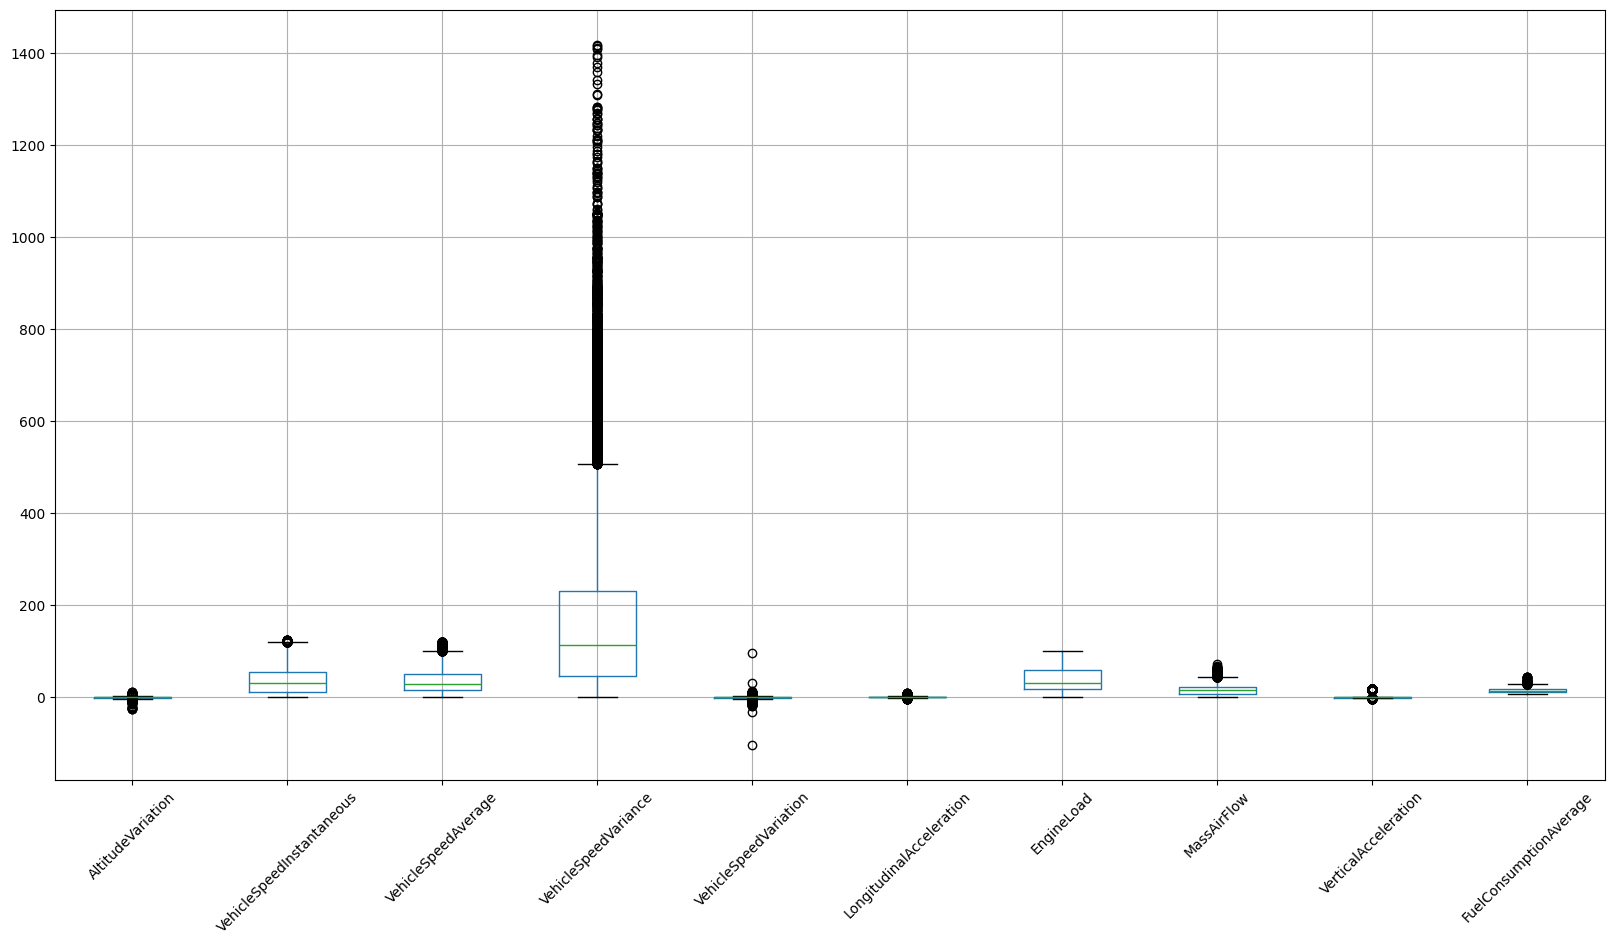 1400
1200
1000
800
600
400
200
0
AltitudeVariation
VehicleSpeedInstantaneous
VehicleSpeedAverage
VehicleSpeedVariance
VehicleSpeedVariation
LongitudinalAcceleration
EngineLoad
MassAirFlow
VerticalAcceleration
FuelConsumptionAverage